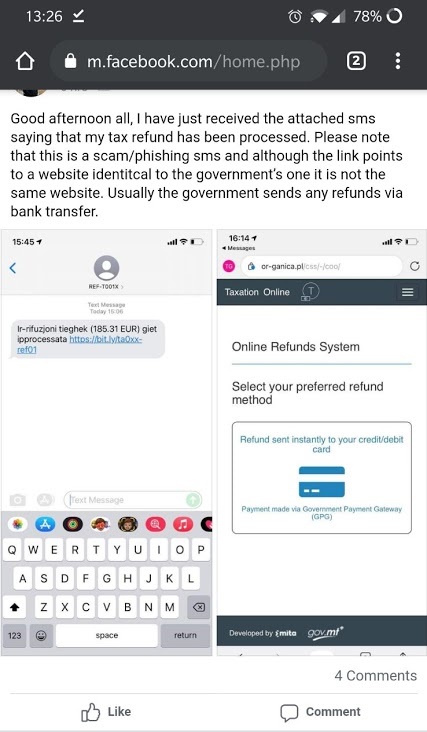 13:26
78%
m.facebook.com/home.php
2
Good afternoon all, I have just received the attached sms
saying that my tax refund has been processed. Please note
that this is a scam/phishing sms and although the link points
to a website identitcal to the government's one it is not the
same website. Usually the government sends any refunds via
bank transfer.
15:45
REF-T001X
Text Message
Today 15:06
Ir-rifuzjoni tieghek (185.31 EUR) giet
ipprocessata https://bit.ly/ta0xx-
ref01
Text Message
Q W E R T Y U I O P
A S D F G H J K L
Z X C V B N M
123 space return
16:14
Messages
TG or-ganica.pl/css/-/coo/
Taxation Online T
Online Refunds System
Select your preferred refund
method
Refund sent instantly to your credit/debit
card
Payment made via Government Payment Gateway
(GPG)
Developed by Emita gov.mt
4 Comments
Like Comment